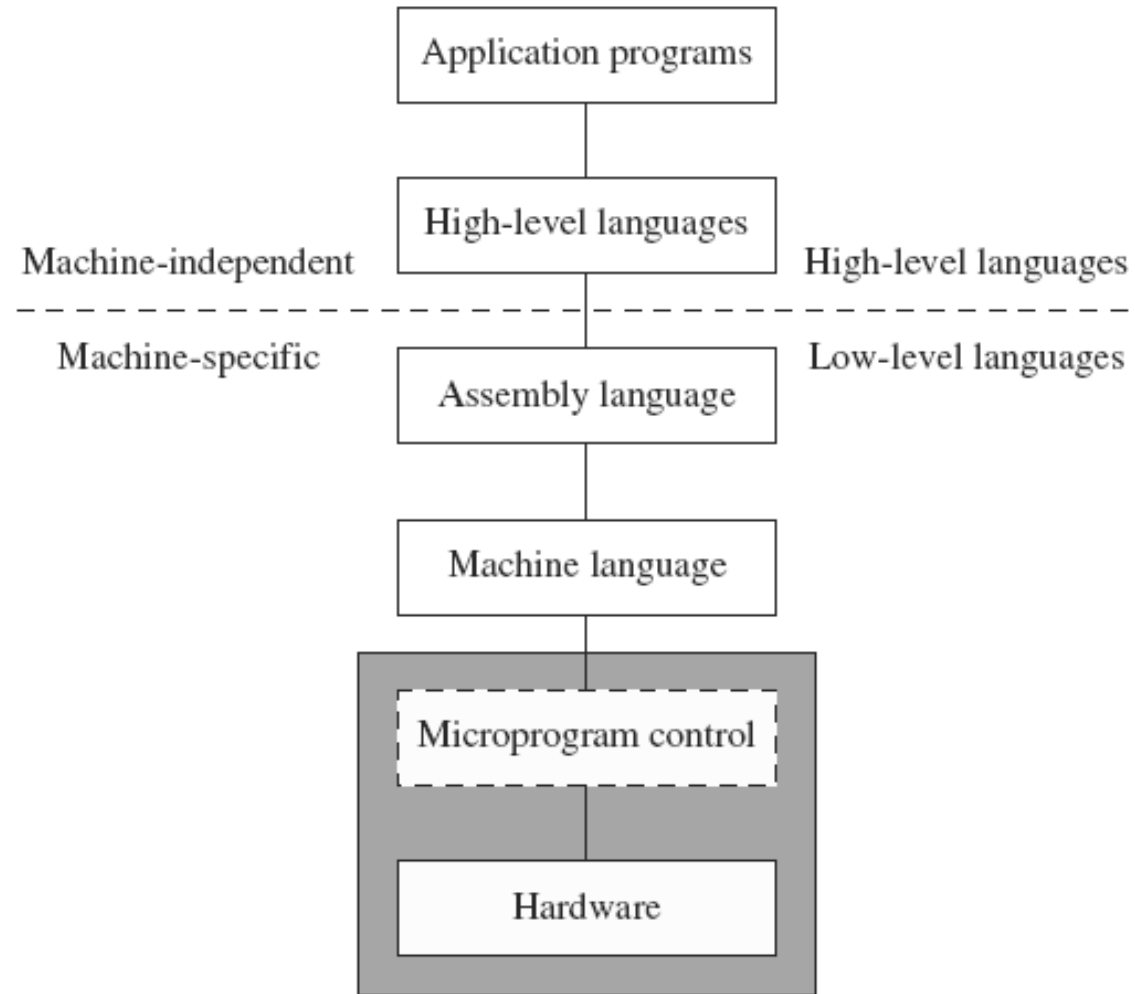 Application programs
High-level languages
Machine-independent
High-level languages
Machine-specific
Low-level languages
Assembly language
Machine language
Microprogram control
Hardware